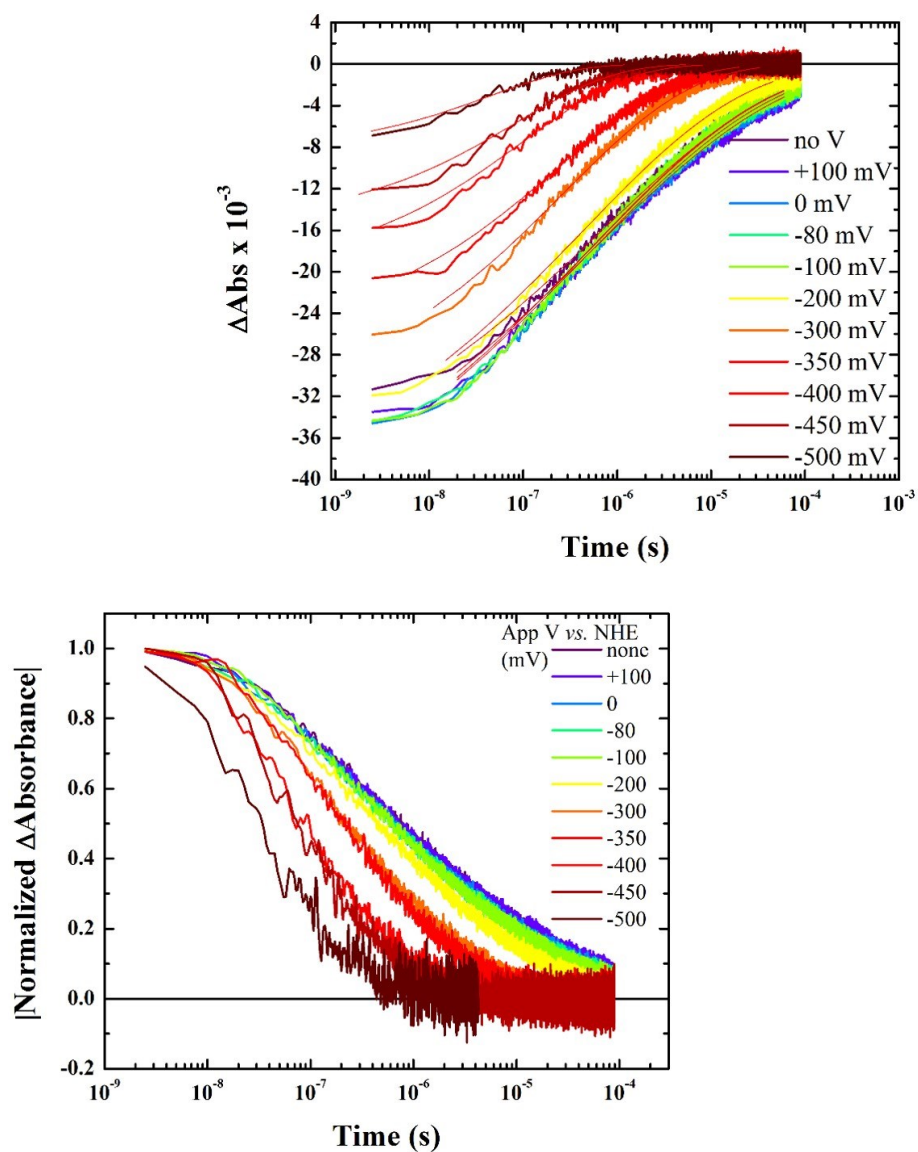 4
0
-4
-8
-12
-16
-20
-24
-28
-32
-36
-40
ΔAbs x 10⁻³
no V
+100 mV
0 mV
-80 mV
-100 mV
-200 mV
-300 mV
-350 mV
-400 mV
-450 mV
-500 mV
10⁻⁹ 10⁻⁸ 10⁻⁷ 10⁻⁶ 10⁻⁵ 10⁻⁴ 10⁻³
Time (s)
1.0
0.8
0.6
0.4
0.2
0.0
-0.2
|Normalized ΔAbsorbance|
App V vs. NHE
(mV)
none
+100
0
-80
-100
-200
-300
-350
-400
-450
-500
10⁻⁹ 10⁻⁸ 10⁻⁷ 10⁻⁶ 10⁻⁵ 10⁻⁴
Time (s)